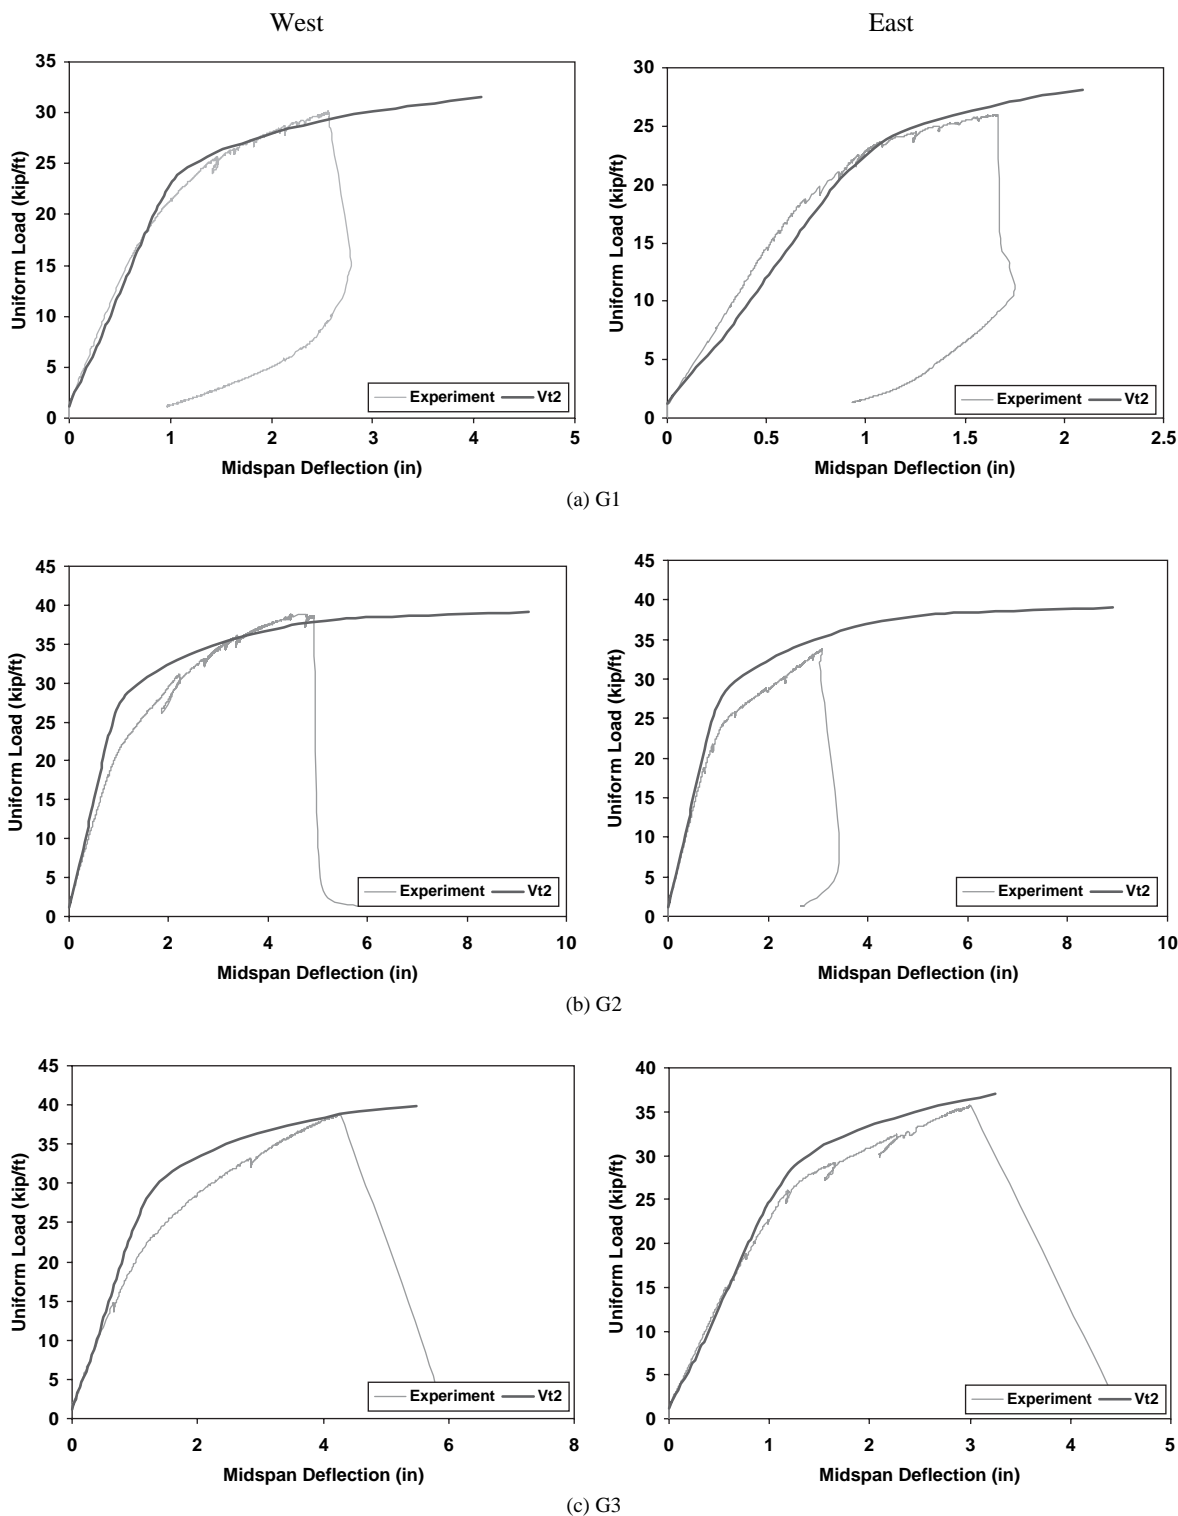 West East
35
30
25
20
15
10
5
0
Uniform Load (kip/ft)
Experiment Vt2
0 1 2 3 4 5
Midspan Deflection (in)
30
25
20
15
10
5
0
Uniform Load (kip/ft)
Experiment Vt2
0 0.5 1 1.5 2 2.5
Midspan Deflection (in)
(a) G1
45
40
35
30
25
20
15
10
5
0
Uniform Load (kip/ft)
Experiment Vt2
0 2 4 6 8 10
Midspan Deflection (in)
45
40
35
30
25
20
15
10
5
0
Uniform Load (kip/ft)
Experiment Vt2
0 2 4 6 8 10
Midspan Deflection (in)
(b) G2
45
40
35
30
25
20
15
10
5
0
Uniform Load (kip/ft)
Experiment Vt2
0 2 4 6 8
Midspan Deflection (in)
40
35
30
25
20
15
10
5
0
Uniform Load (kip/ft)
Experiment Vt2
0 1 2 3 4 5
Midspan Deflection (in)
(c) G3